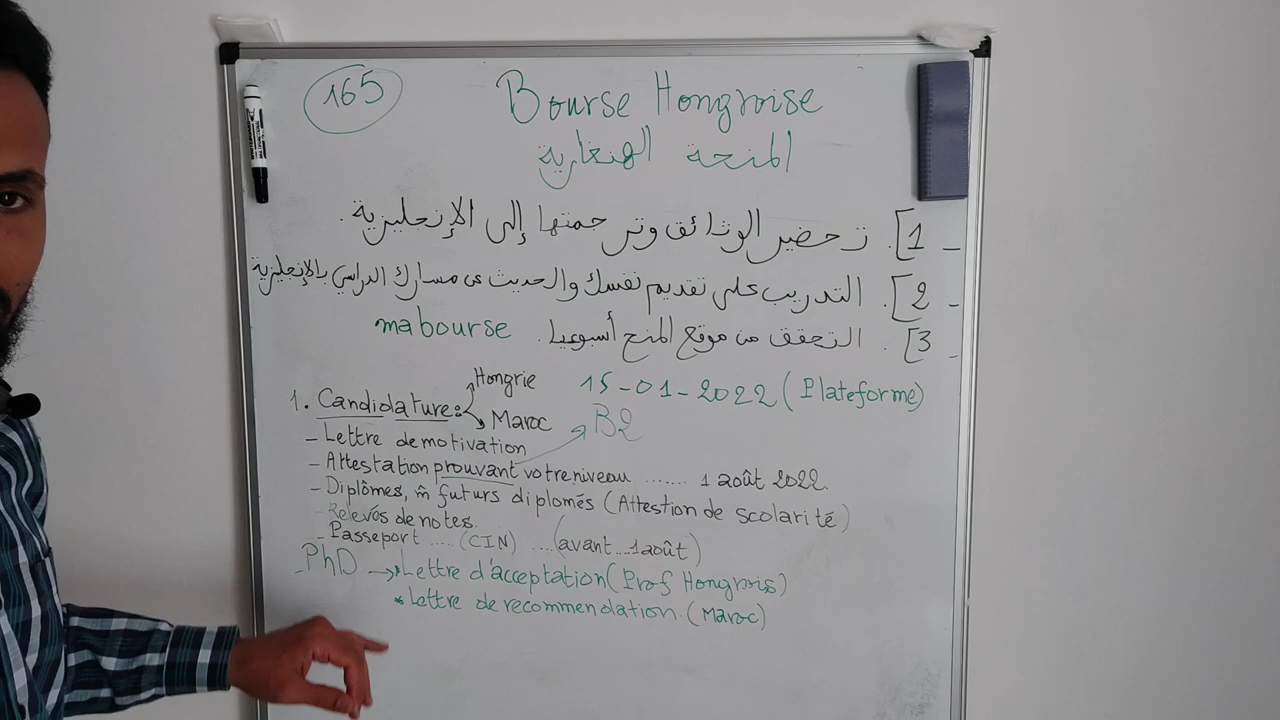 165
Bourse Hongroise
المنحة الهنغارية
1]. تحضير الوثائق وترجمتها إلى الإنجليزية.
2]. التدريب على تقديم نفسك والحديث عن مسارك الدراسي بالإنجليزية
3]. التحقق من موقع المنح أسبوعيا. mabourse
15-01-2022 (Plateforme)
1. Candidature: Hongrie
Maroc
B2
- Lettre de motivation
- Attestation prouvant votre niveau ....... 1 août 2022.
- Diplômes, m̂ futurs diplomés (Attestion de scolarité)
- Relevés de notes.
- Passeport ..... (CIN) ... (avant ... 1 août)
- PhD → * Lettre d'acceptation (Prof Hongrois)
* Lettre de recommendation. (Maroc)